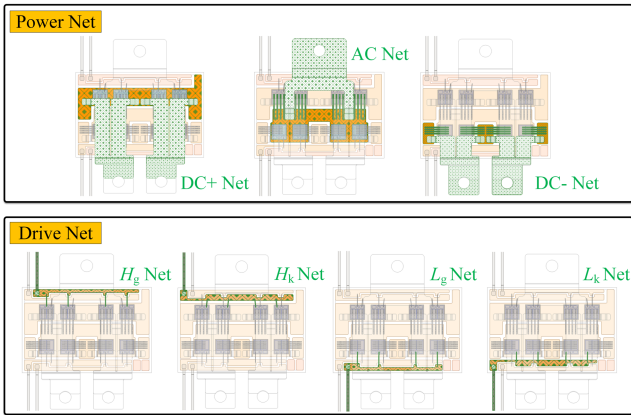 Power Net
AC Net
DC+ Net
DC- Net
Drive Net
Hg Net
Hk Net
Lg Net
Lk Net